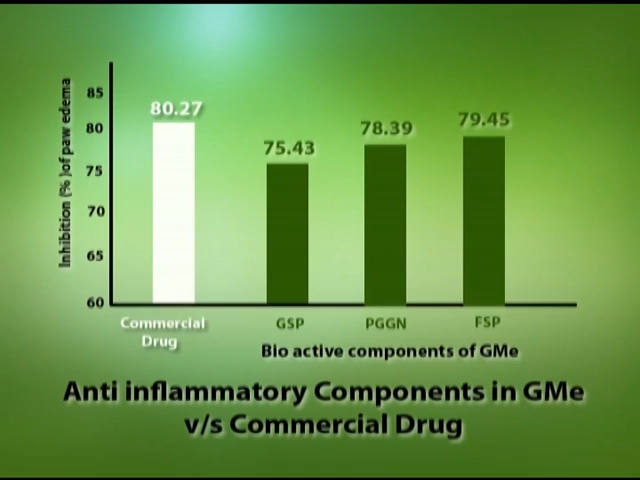 Inhibition (% )of paw edema
85
80
75
70
65
60
80.27
75.43
78.39
79.45
Commercial
Drug
GSP
PGGN
FSP
Bio active components of GMe
Anti inflammatory Components in GMe
v/s Commercial Drug